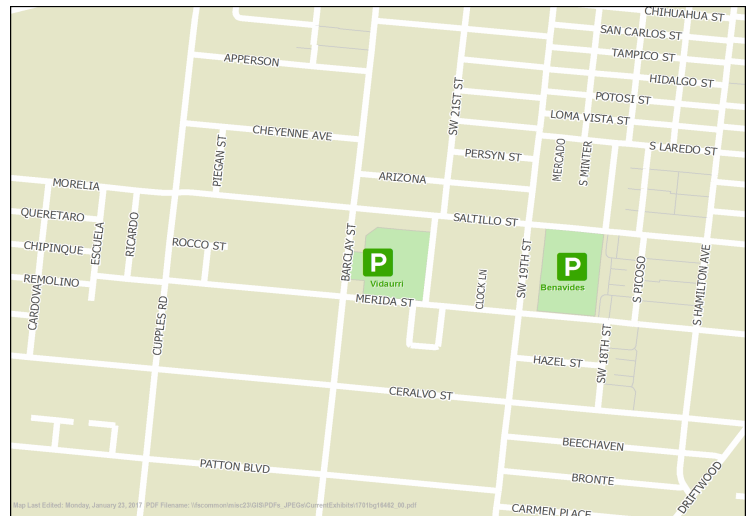 CHIHUAHUA ST
SAN CARLOS ST
TAMPICO ST
APPERSON
HIDALGO ST
SW 21ST ST
POTOSI ST
LOMA VISTA ST
CHEYENNE AVE
PIEGAN ST
PERSYN ST
MERCADO
S MINTER
S LAREDO ST
ARIZONA
MORELIA
QUERETARO
SALTILLO ST
ESCUELA
RICARDO
ROCCO ST
CHIPINQUE
BARCLAY ST
P
Vidaurri
SW 19TH ST
P
Benavides
S PICOSO
S HAMILTON AVE
REMOLINO
CARDOVA
CLOCK LN
MERIDA ST
CUPPLES RD
HAZEL ST
SW 18TH ST
CERALVO ST
BEECHAVEN
PATTON BLVD
BRONTE
DRIFTWOOD
CARMEN PLACE